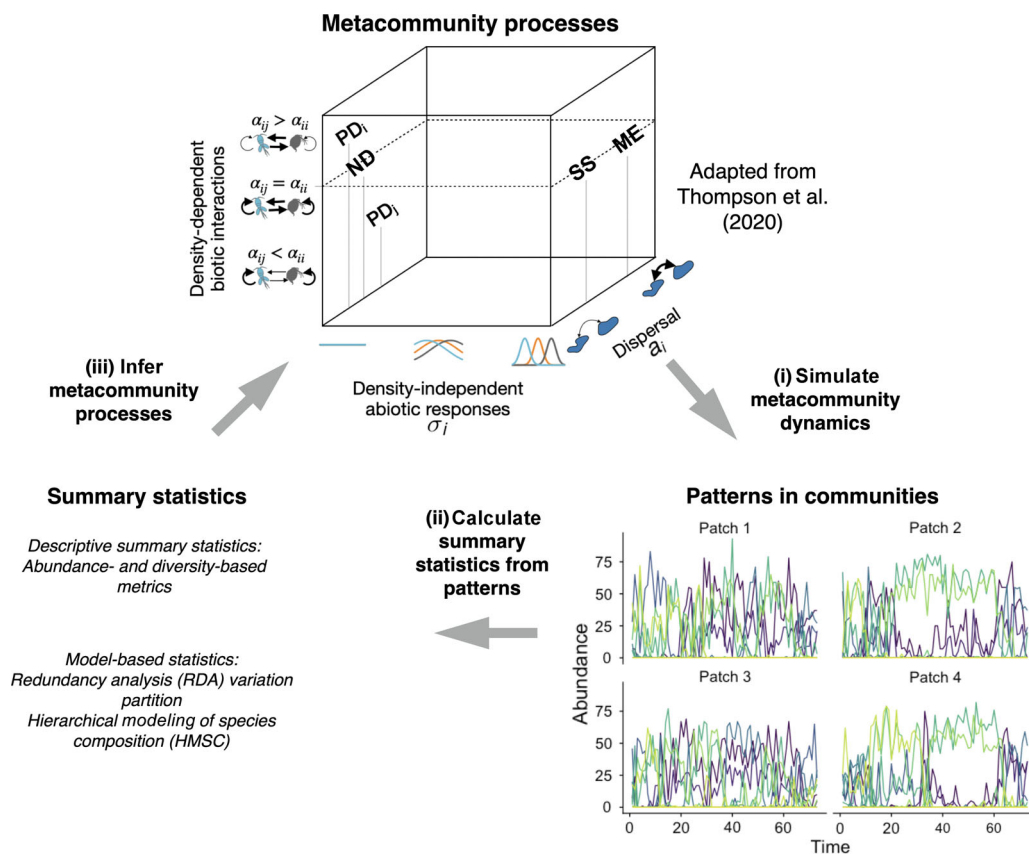 Metacommunity processes
Density-dependent
biotic interactions
αij > αii
αij = αii
αij < αii
PDi
ND
PDj
SS
ME
Adapted from
Thompson et al.
(2020)
Dispersal
ai
Density-independent
abiotic responses
σi
(iii) Infer
metacommunity
processes
(i) Simulate
metacommunity
dynamics
Summary statistics
Descriptive summary statistics:
Abundance- and diversity-based
metrics
Model-based statistics:
Redundancy analysis (RDA) variation
partition
Hierarchical modeling of species
composition (HMSC)
(ii) Calculate
summary
statistics from
patterns
Patterns in communities
Patch 1
Patch 2
75
50
25
0
Patch 3
Patch 4
75
50
25
0
Abundance
0 20 40 60
0 20 40 60
Time